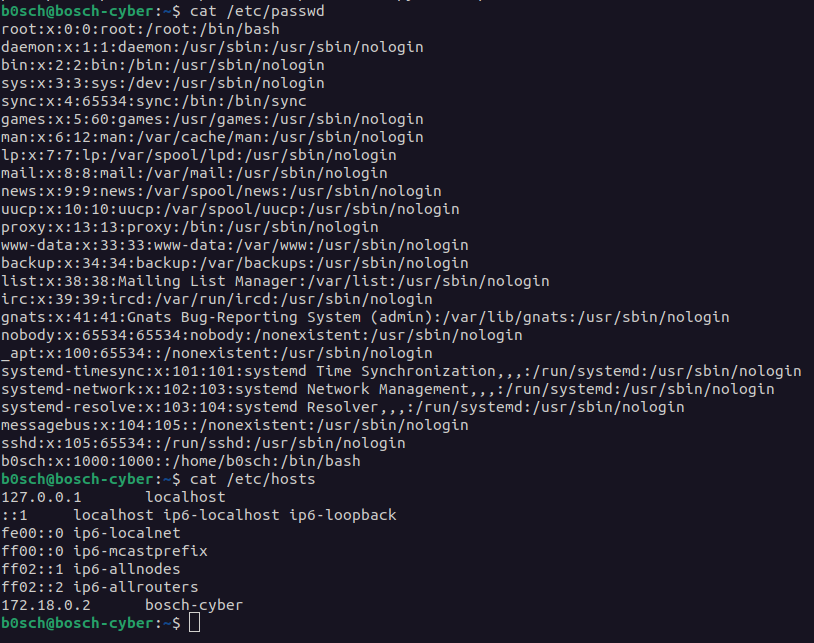 b0sch@bosch-cyber:~$ cat /etc/passwd
root:x:0:0:root:/root:/bin/bash
daemon:x:1:1:daemon:/usr/sbin:/usr/sbin/nologin
bin:x:2:2:bin:/bin:/usr/sbin/nologin
sys:x:3:3:sys:/dev:/usr/sbin/nologin
sync:x:4:65534:sync:/bin:/bin/sync
games:x:5:60:games:/usr/games:/usr/sbin/nologin
man:x:6:12:man:/var/cache/man:/usr/sbin/nologin
lp:x:7:7:lp:/var/spool/lpd:/usr/sbin/nologin
mail:x:8:8:mail:/var/mail:/usr/sbin/nologin
news:x:9:9:news:/var/spool/news:/usr/sbin/nologin
uucp:x:10:10:uucp:/var/spool/uucp:/usr/sbin/nologin
proxy:x:13:13:proxy:/bin:/usr/sbin/nologin
www-data:x:33:33:www-data:/var/www:/usr/sbin/nologin
backup:x:34:34:backup:/var/backups:/usr/sbin/nologin
list:x:38:38:Mailing List Manager:/var/list:/usr/sbin/nologin
irc:x:39:39:ircd:/var/run/ircd:/usr/sbin/nologin
gnats:x:41:41:Gnats Bug-Reporting System (admin):/var/lib/gnats:/usr/sbin/nologin
nobody:x:65534:65534:nobody:/nonexistent:/usr/sbin/nologin
_apt:x:100:65534::/nonexistent:/usr/sbin/nologin
systemd-timesync:x:101:101:systemd Time Synchronization,,,:/run/systemd:/usr/sbin/nologin
systemd-network:x:102:103:systemd Network Management,,,:/run/systemd:/usr/sbin/nologin
systemd-resolve:x:103:104:systemd Resolver,,,:/run/systemd:/usr/sbin/nologin
messagebus:x:104:105::/nonexistent:/usr/sbin/nologin
sshd:x:105:65534::/run/sshd:/usr/sbin/nologin
b0sch:x:1000:1000::/home/b0sch:/bin/bash
b0sch@bosch-cyber:~$ cat /etc/hosts
127.0.0.1       localhost
::1     localhost ip6-localhost ip6-loopback
fe00::0 ip6-localnet
ff00::0 ip6-mcastprefix
ff02::1 ip6-allnodes
ff02::2 ip6-allrouters
172.18.0.2      bosch-cyber
b0sch@bosch-cyber:~$